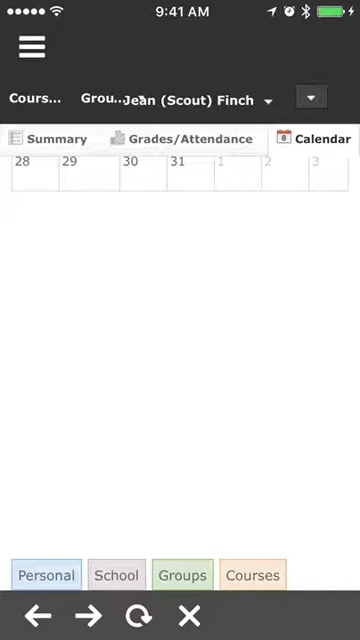 9:41 AM
Cours... Grou... Jean (Scout) Finch
Summary Grades/Attendance 8 Calendar
28 29 30 31 1 2 3
Personal School Groups Courses